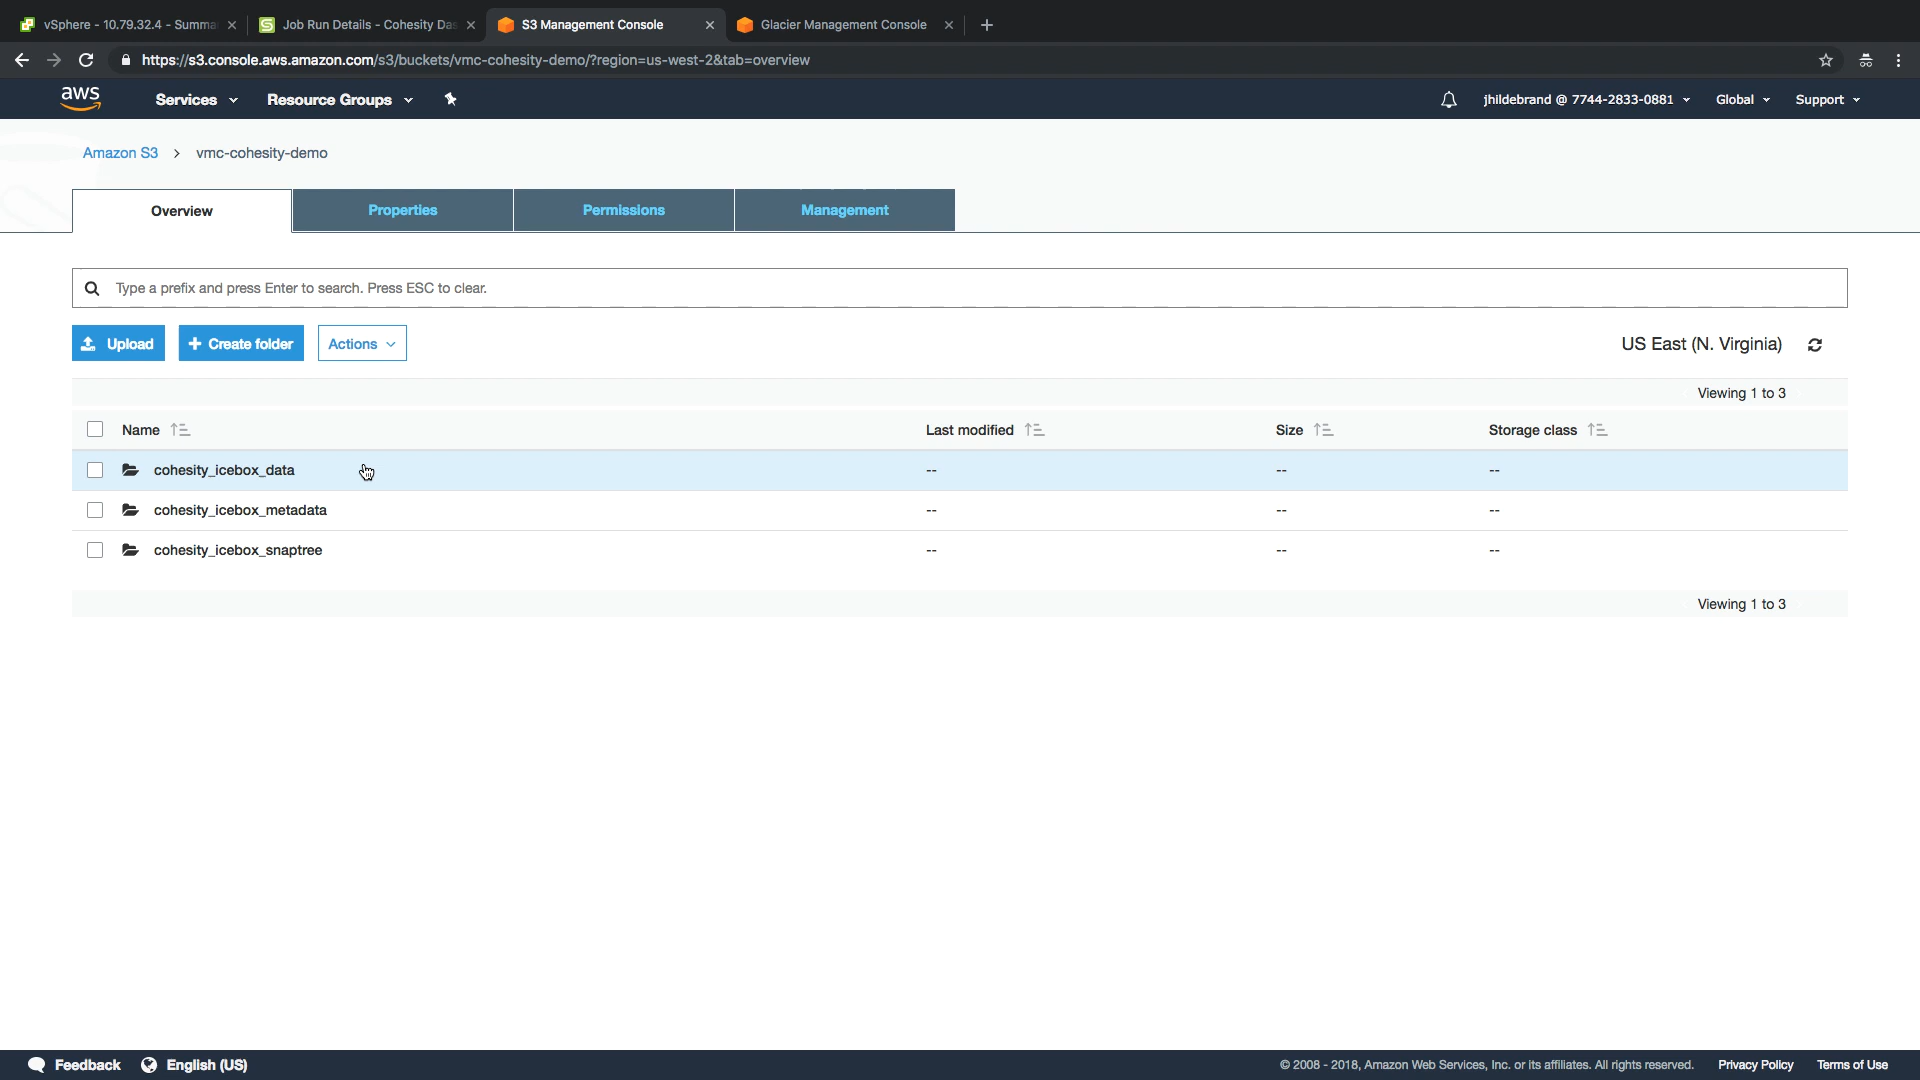 vSphere - 10.79.32.4 - Summa
Job Run Details - Cohesity Das
S3 Management Console
Glacier Management Console
https://s3.console.aws.amazon.com/s3/buckets/vmc-cohesity-demo/?region=us-west-2&tab=overview
aws
Services
Resource Groups
jhildebrand @ 7744-2833-0881
Global
Support
Amazon S3 > vmc-cohesity-demo
Overview
Properties
Permissions
Management
Type a prefix and press Enter to search. Press ESC to clear.
Upload
+ Create folder
Actions
US East (N. Virginia)
Viewing 1 to 3
Name
Last modified
Size
Storage class
cohesity_icebox_data -- -- --
cohesity_icebox_metadata -- -- --
cohesity_icebox_snaptree -- -- --
Viewing 1 to 3
Feedback
English (US)
© 2008 - 2018, Amazon Web Services, Inc. or its affiliates. All rights reserved.
Privacy Policy
Terms of Use